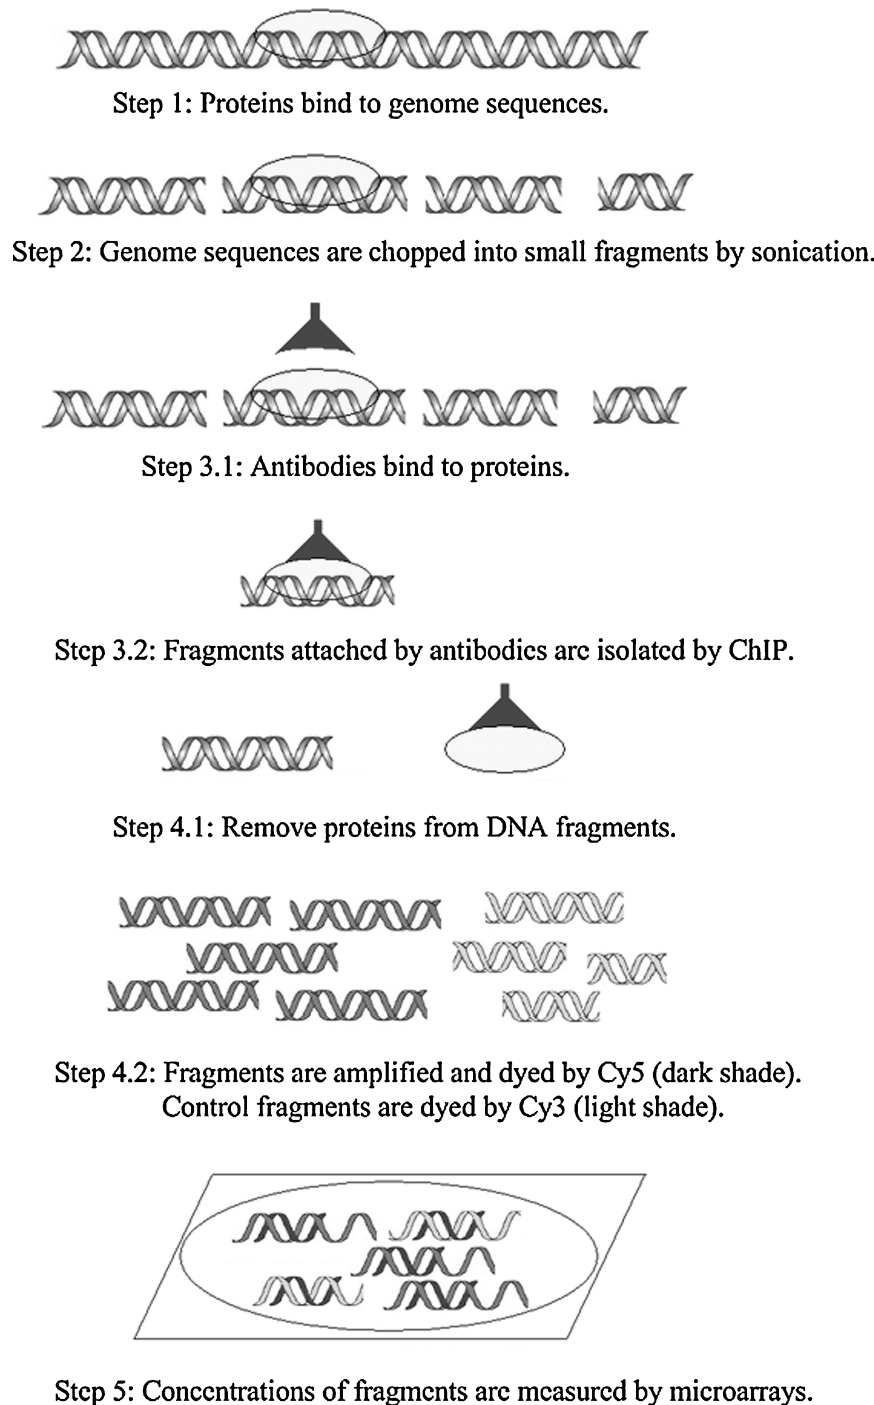 Step 1: Proteins bind to genome sequences.
Step 2: Genome sequences are chopped into small fragments by sonication.
Step 3.1: Antibodies bind to proteins.
Step 3.2: Fragments attached by antibodies are isolated by ChIP.
Step 4.1: Remove proteins from DNA fragments.
Step 4.2: Fragments are amplified and dyed by Cy5 (dark shade).
Control fragments are dyed by Cy3 (light shade).
Step 5: Concentrations of fragments are measured by microarrays.